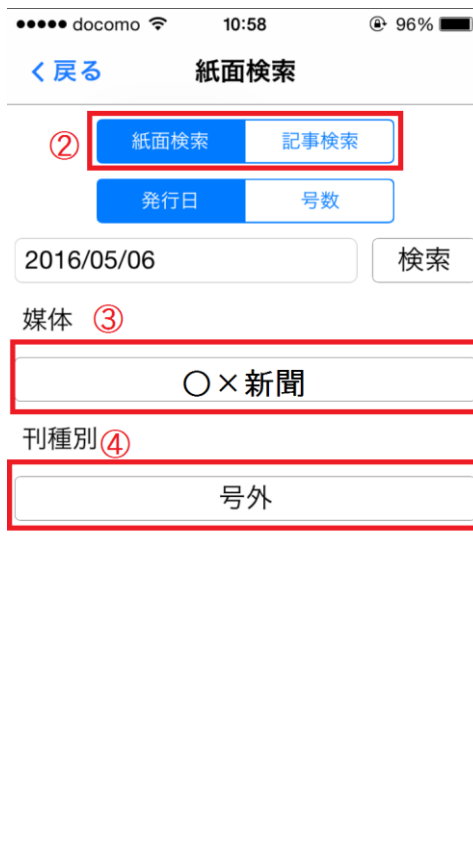 docomo 10:58 96%
戻る 紙面検索
② 紙面検索 記事検索
発行日 号数
2016/05/06 検索
媒体 ③
〇×新聞
刊種別 ④
号外